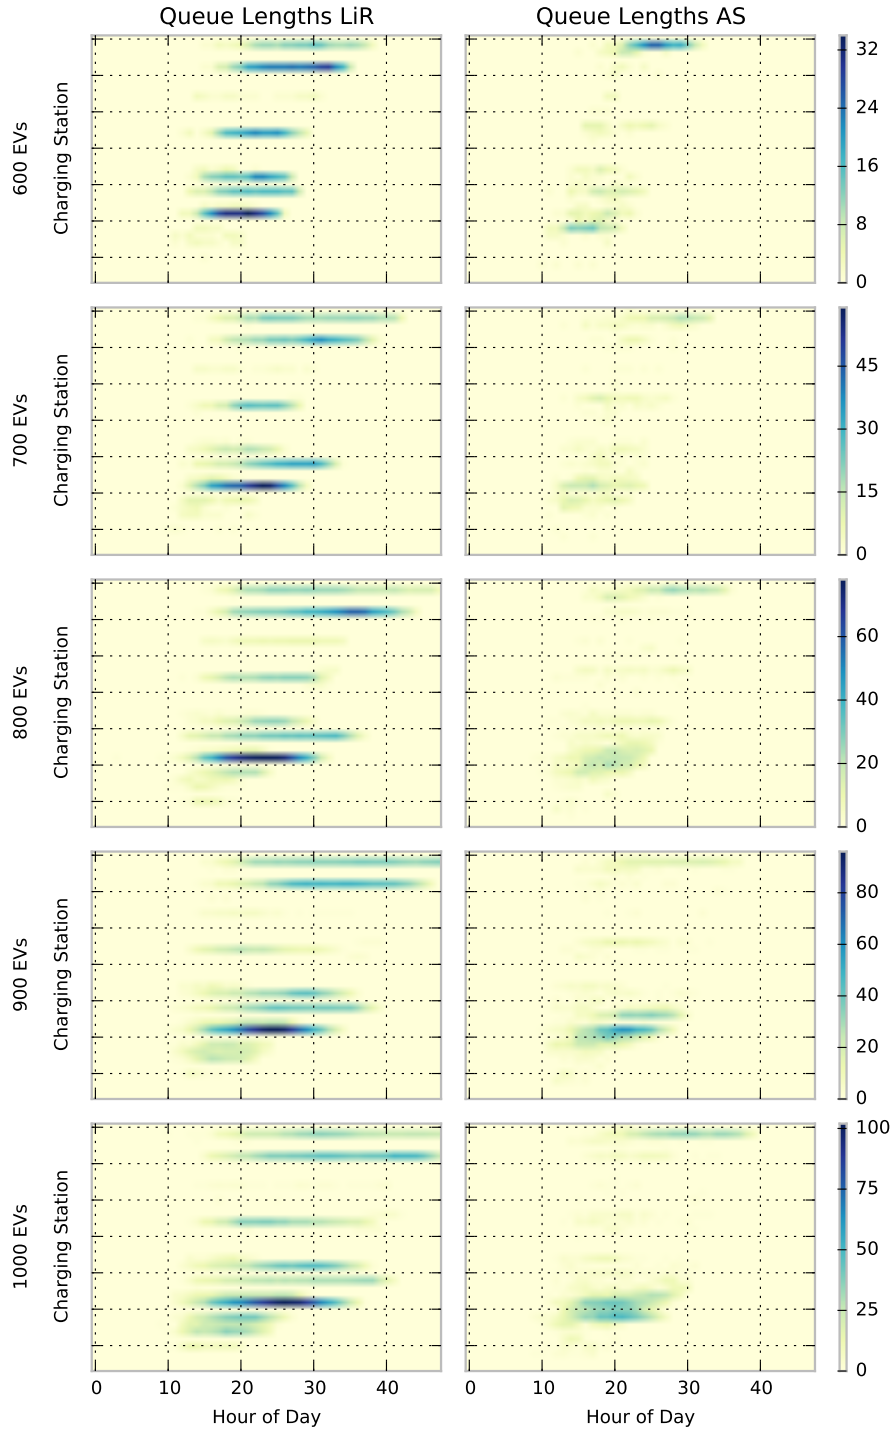 Queue Lengths LiR
Queue Lengths AS
600 EVs
Charging Station
32
24
16
8
0
700 EVs
Charging Station
45
30
15
0
800 EVs
Charging Station
60
40
20
0
900 EVs
Charging Station
80
60
40
20
0
1000 EVs
Charging Station
100
75
50
25
0
0 10 20 30 40
0 10 20 30 40
Hour of Day
Hour of Day